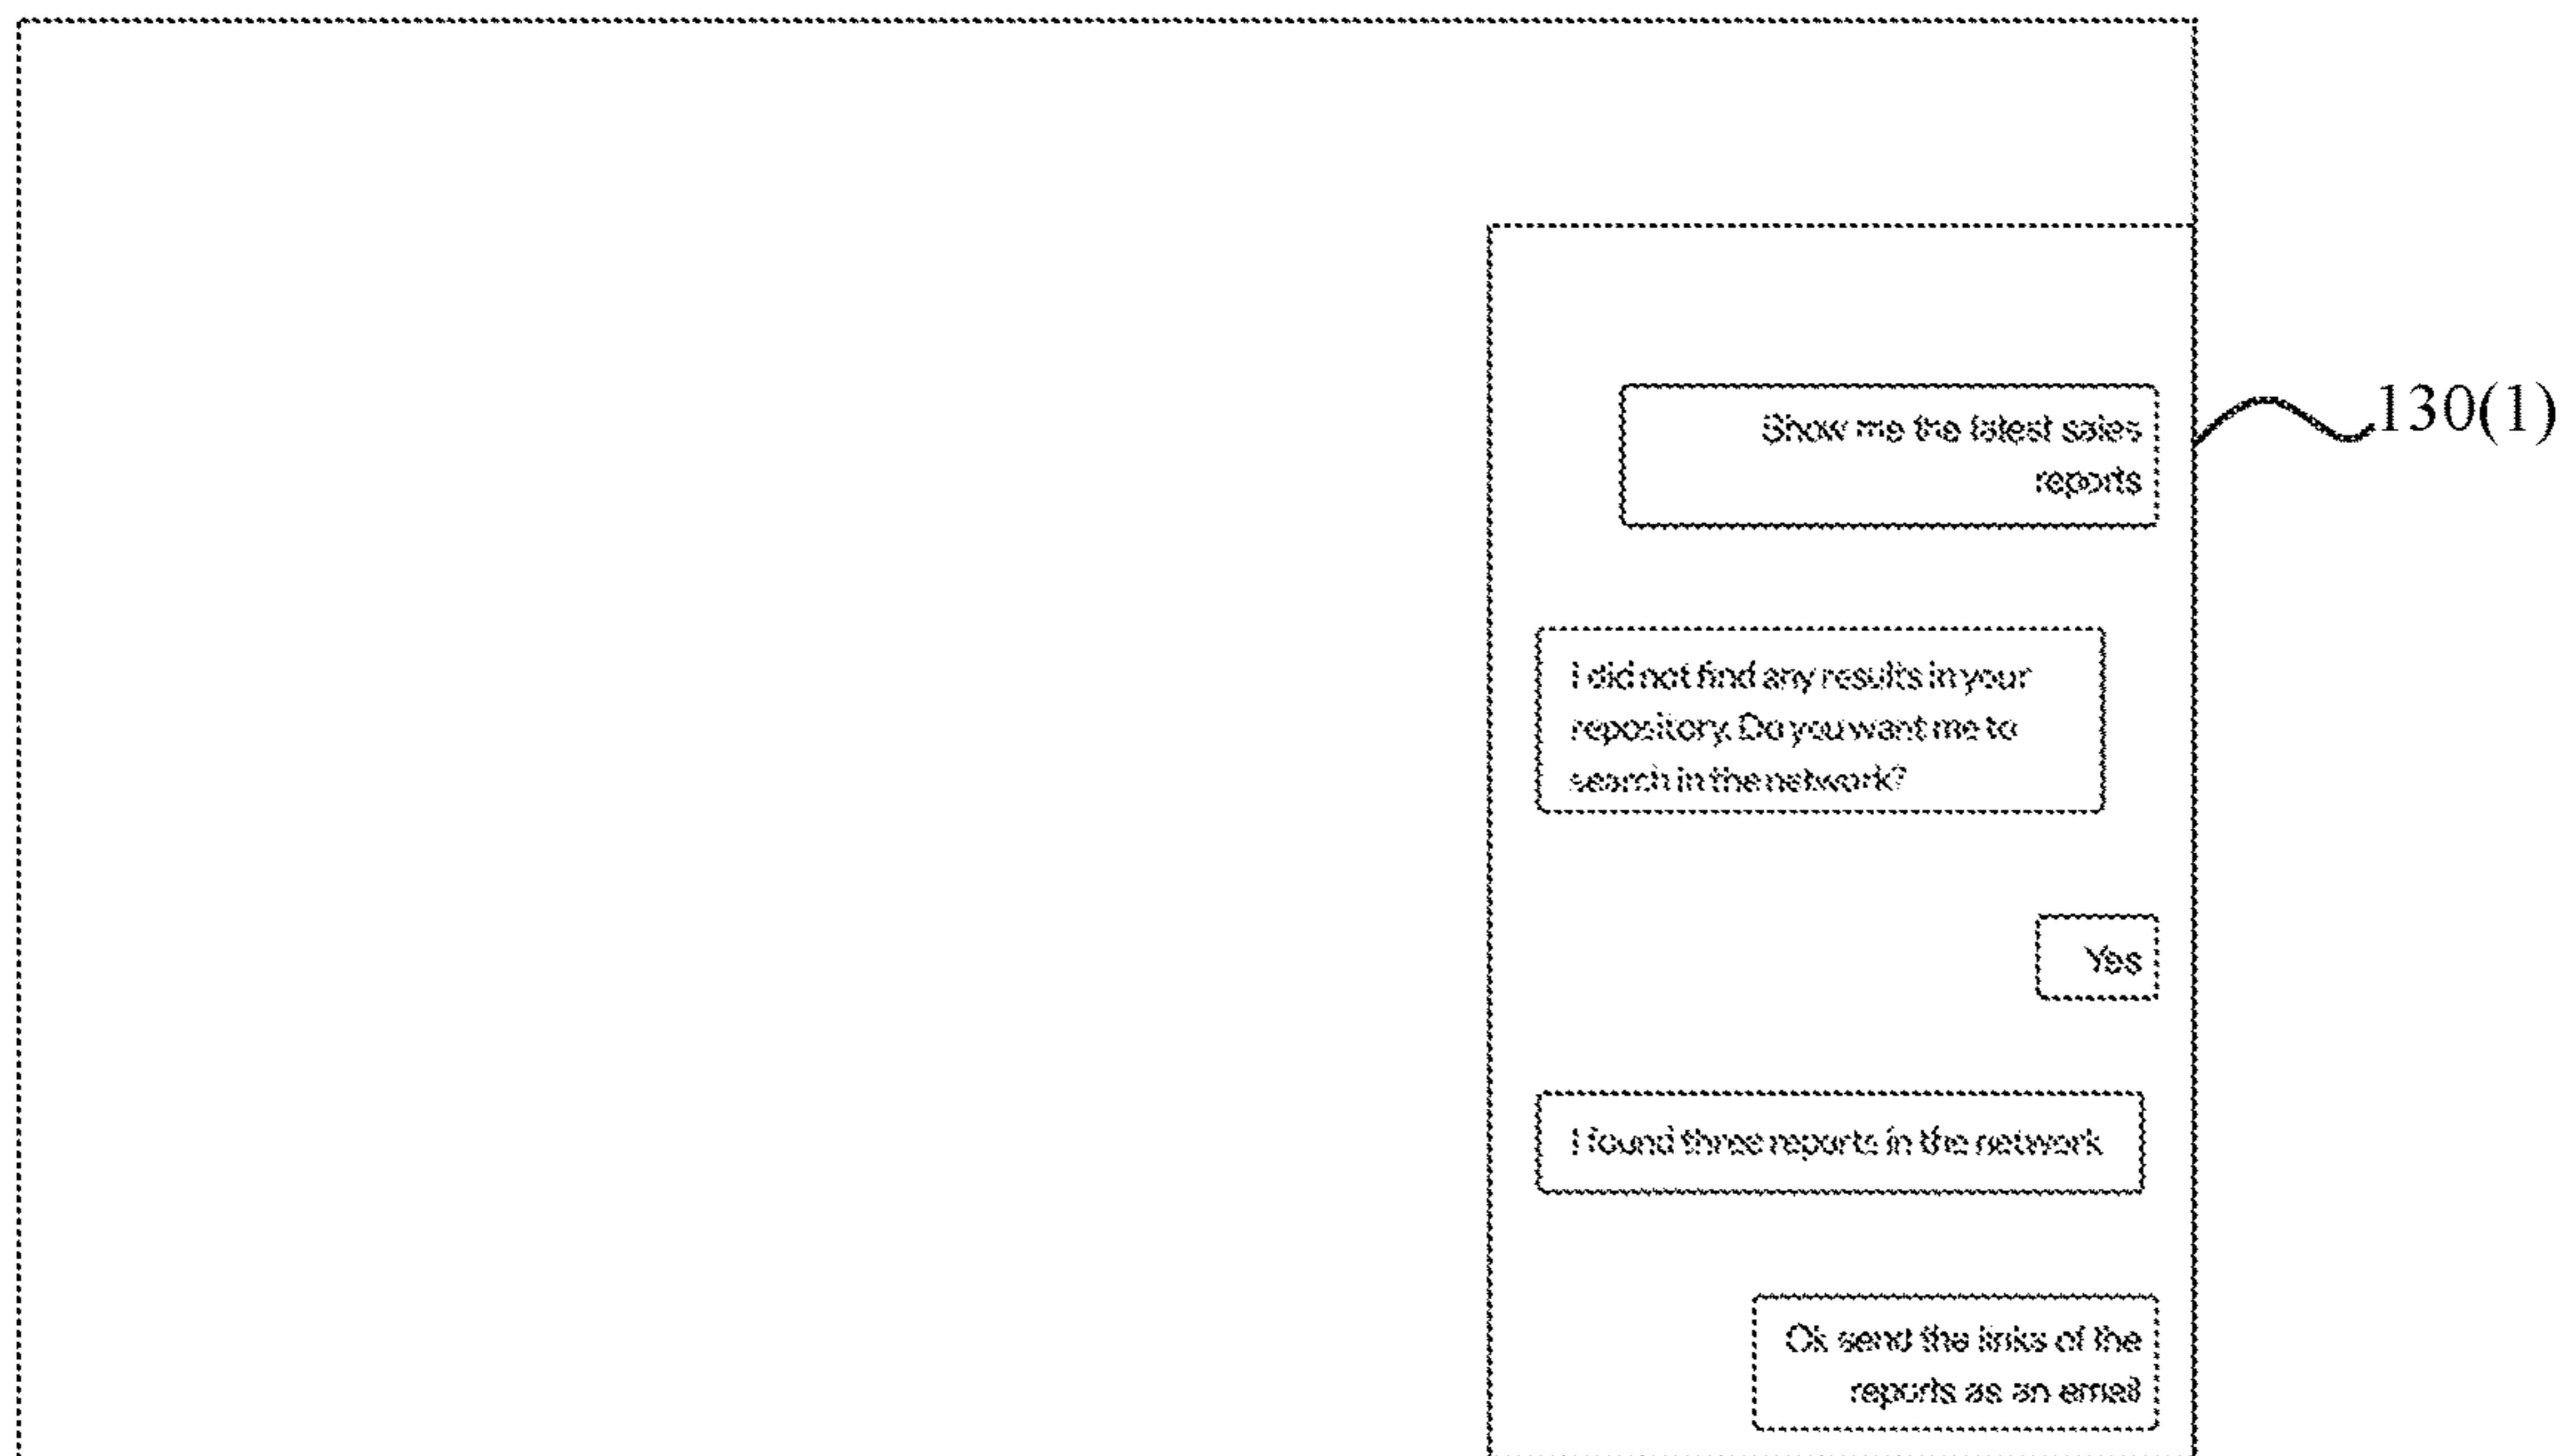 Show me the latest sales
reports
130(1)
I did not find any results in your
repository. Do you want me to
search in the network?
Yes
I found three reports in the network
Ok send the links of the
reports as an email